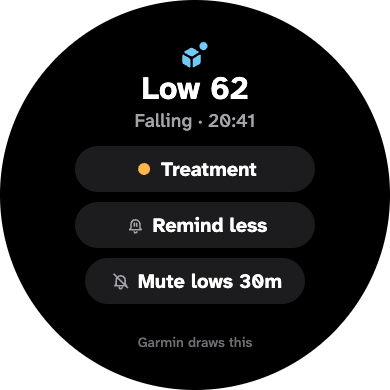 Low 62
Falling · 20:41
Treatment
Remind less
Mute lows 30m
Garmin draws this